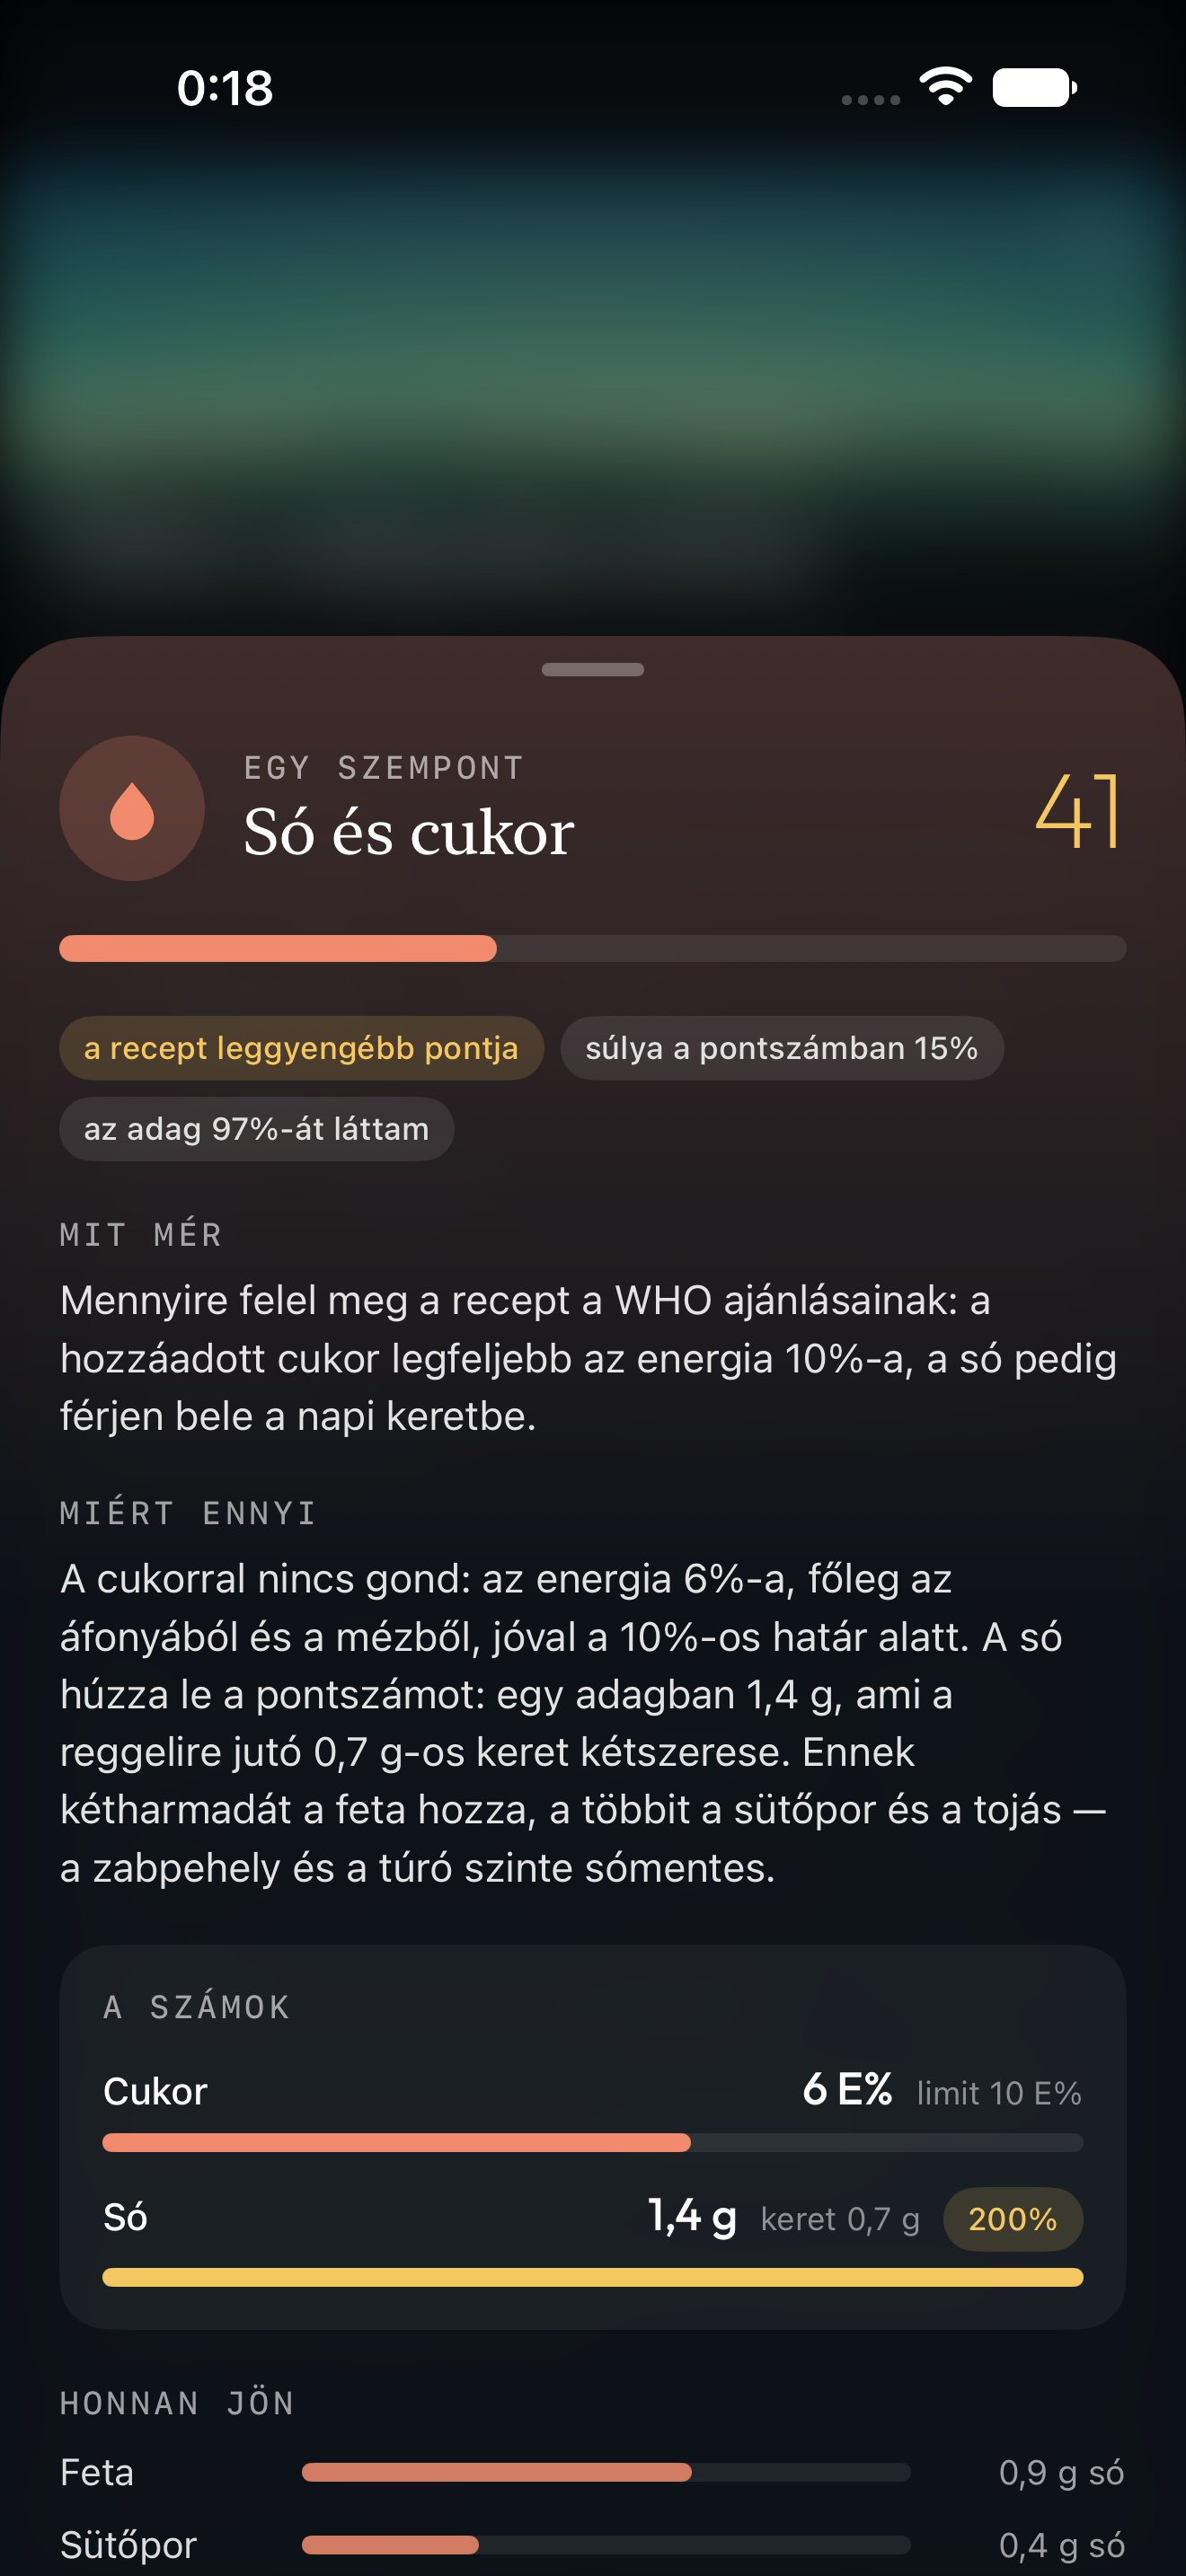 0:18
EGY SZEMPONT
Só és cukor
41
a recept leggyengébb pontja
súlya a pontszámban 15%
az adag 97%-át láttam
MIT MÉR
Mennyire felel meg a recept a WHO ajánlásainak: a
hozzáadott cukor legfeljebb az energia 10%-a, a só pedig
férjen bele a napi keretbe.
MIÉRT ENNYI
A cukorral nincs gond: az energia 6%-a, főleg az
áfonyából és a mézből, jóval a 10%-os határ alatt. A só
húzza le a pontszámot: egy adagban 1,4 g, ami a
reggelire jutó 0,7 g-os keret kétszerese. Ennek
kétharmadát a feta hozza, a többit a sütőpor és a tojás —
a zabpehely és a túró szinte sómentes.
A SZÁMOK
Cukor 6 E% limit 10 E%
Só 1,4 g keret 0,7 g 200%
HONNAN JÖN
Feta 0,9 g só
Sütőpor 0,4 g só